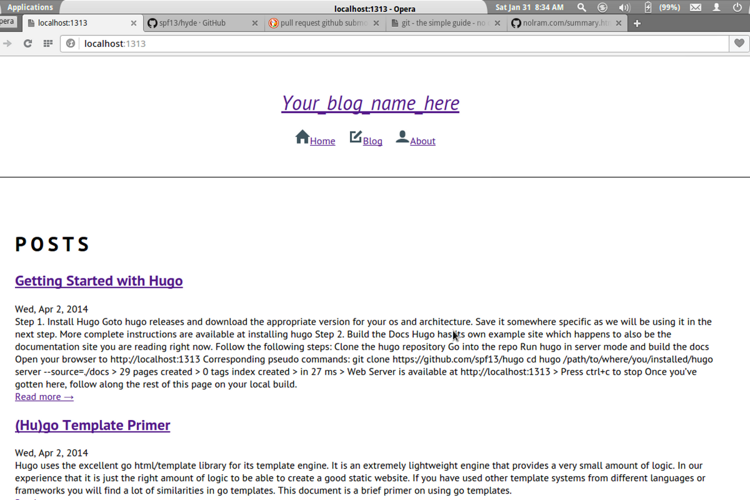 Applications
localhost:1313 - Opera
Sat Jan 31 8:34 AM
(99%)
localhost:1313
spf13/hyde · GitHub
pull request github subm
git - the simple guide - no
nolram.com/summary.ht
localhost:1313
Your_blog_name_here
Home Blog About
POSTS
Getting Started with Hugo
Wed, Apr 2, 2014
Step 1. Install Hugo Goto hugo releases and download the appropriate version for your os and architecture. Save it somewhere specific as we will be using it in the
next step. More complete instructions are available at installing hugo Step 2. Build the Docs Hugo has its own example site which happens to also be the
documentation site you are reading right now. Follow the following steps: Clone the hugo repository Go into the repo Run hugo in server mode and build the docs
Open your browser to http://localhost:1313 Corresponding pseudo commands: git clone https://github.com/spf13/hugo cd hugo /path/to/where/you/installed/hugo
server --source=./docs > 29 pages created > 0 tags index created > in 27 ms > Web Server is available at http://localhost:1313 > Press ctrl+c to stop Once you've
gotten here, follow along the rest of this page on your local build.
Read more →
(Hu)go Template Primer
Wed, Apr 2, 2014
Hugo uses the excellent go html/template library for its template engine. It is an extremely lightweight engine that provides a very small amount of logic. In our
experience that it is just the right amount of logic to be able to create a good static website. If you have used other template systems from different languages or
frameworks you will find a lot of similarities in go templates. This document is a brief primer on using go templates.